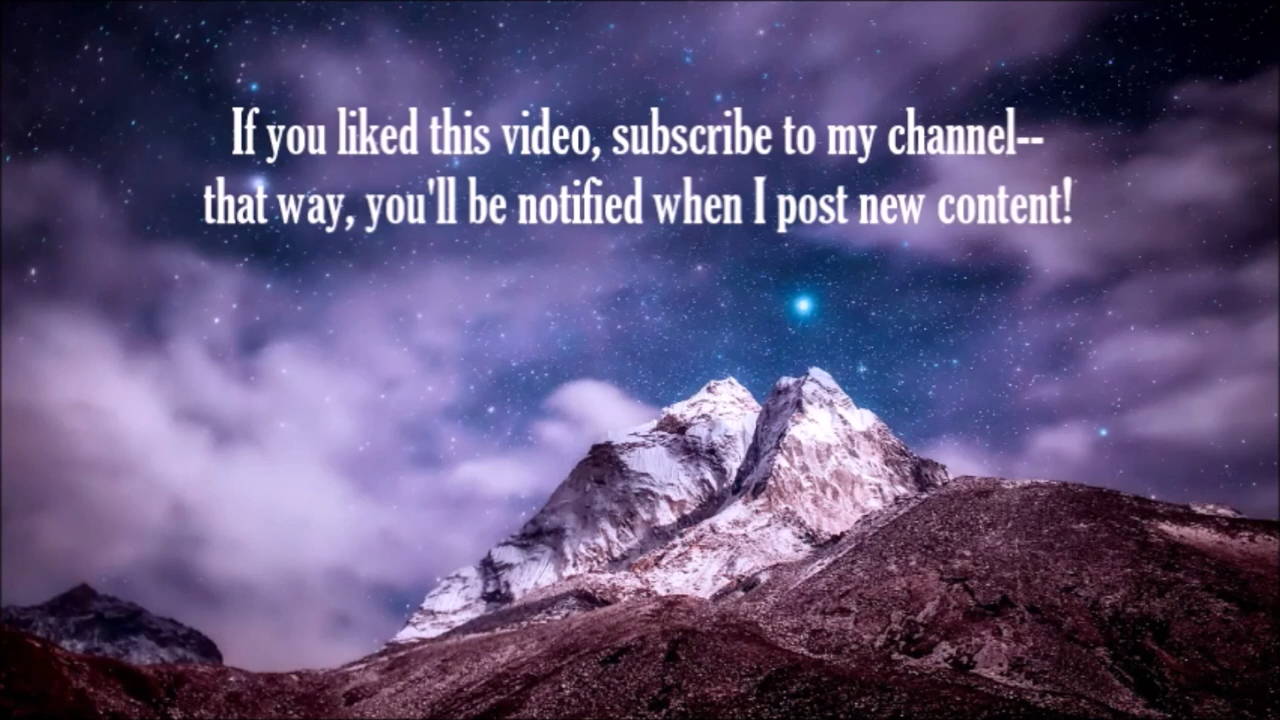 If you liked this video, subscribe to my channel--
that way, you'll be notified when I post new content!